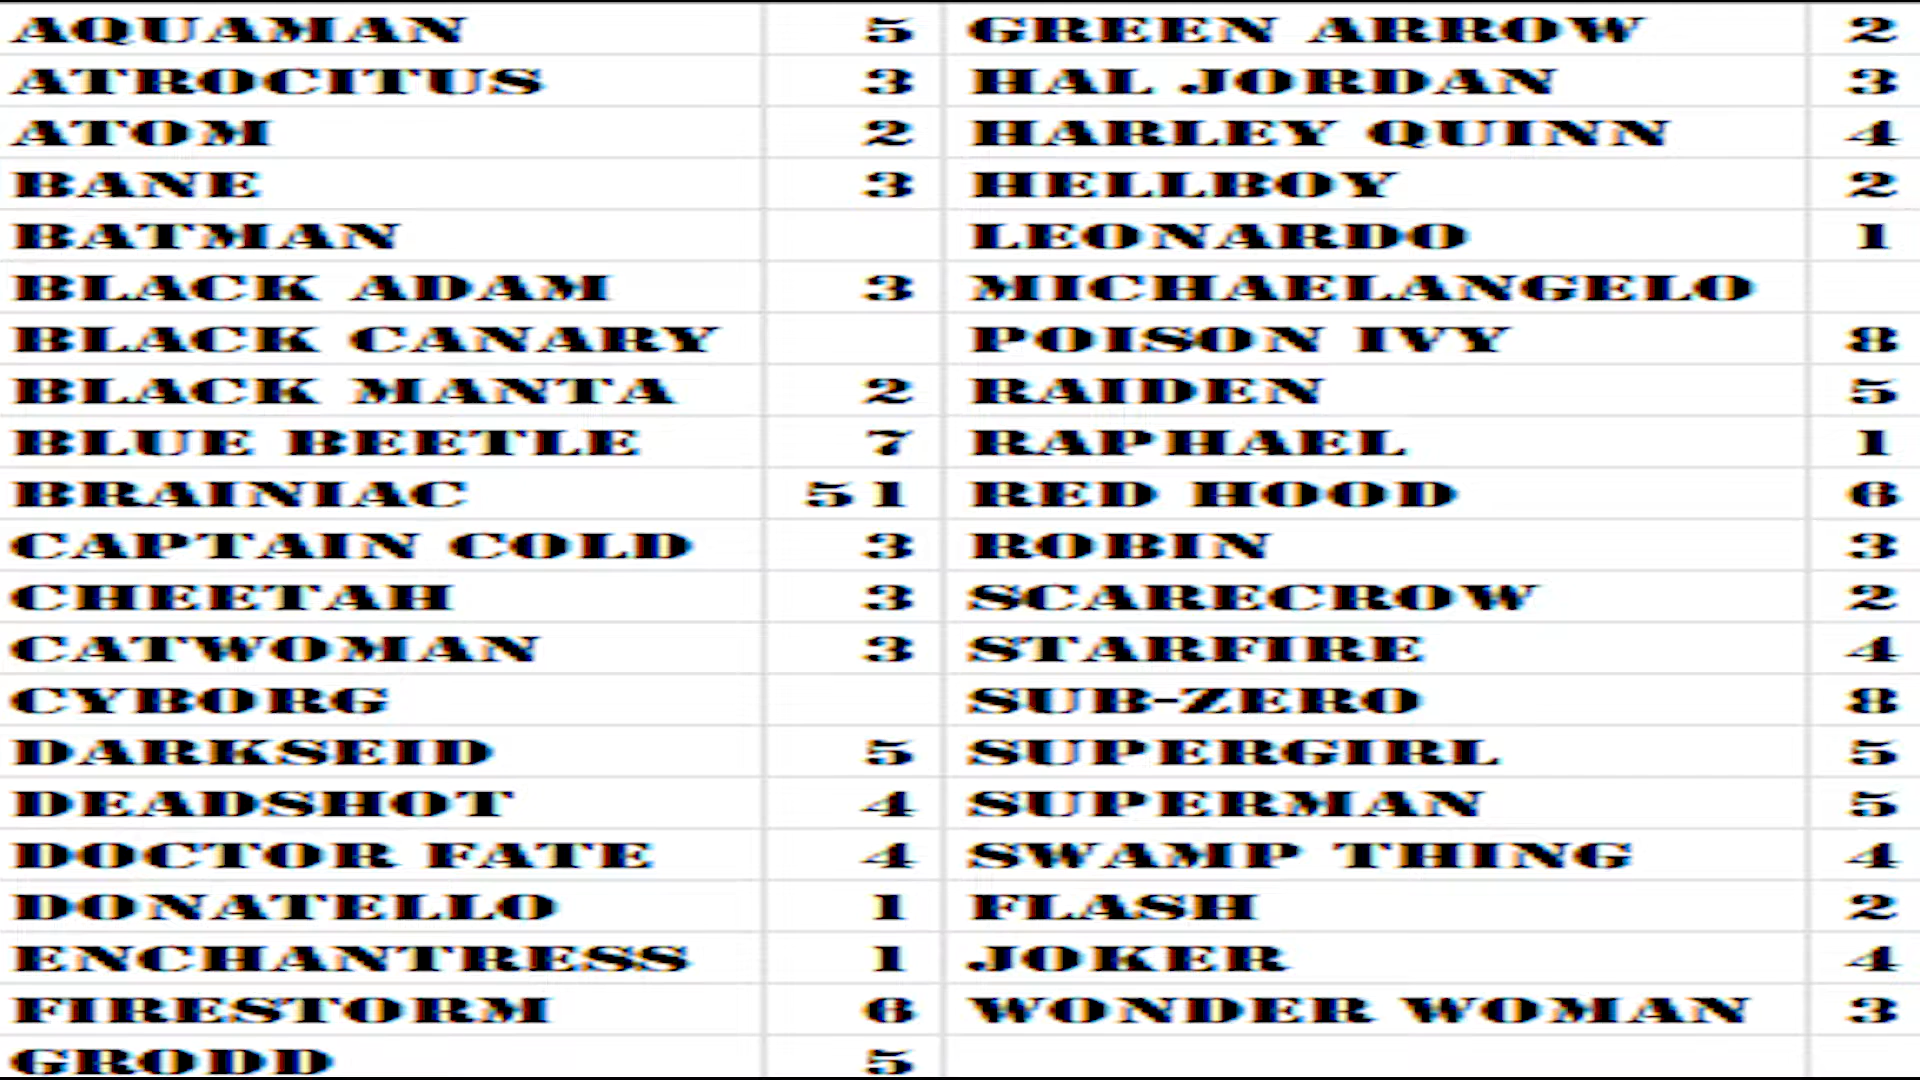 AQUAMAN 5 GREEN ARROW 2
ATROCITUS 3 HAL JORDAN 3
ATOM 2 HARLEY QUINN 4
BANE 3 HELLBOY 2
BATMAN LEONARDO 1
BLACK ADAM 3 MICHAELANGELO
BLACK CANARY POISON IVY 8
BLACK MANTA 2 RAIDEN 5
BLUE BEETLE 7 RAPHAEL 1
BRAINIAC 51 RED HOOD 6
CAPTAIN COLD 3 ROBIN 3
CHEETAH 3 SCARECROW 2
CATWOMAN 3 STARFIRE 4
CYBORG SUB-ZERO 8
DARKSEID 5 SUPERGIRL 5
DEADSHOT 4 SUPERMAN 5
DOCTOR FATE 4 SWAMP THING 4
DONATELLO 1 FLASH 2
ENCHANTRESS 1 JOKER 4
FIRESTORM 6 WONDER WOMAN 3
GRODD 5